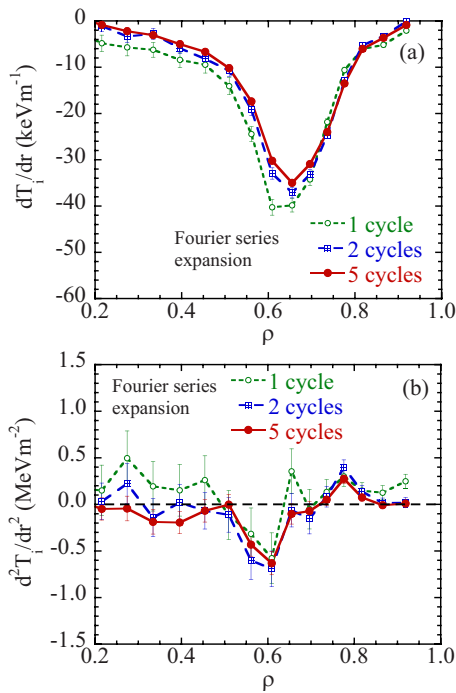 0
-10
-20
-30
-40
-50
-60
dT_i/dr (keVm^-1)
(a)
Fourier series
expansion
1 cycle
2 cycles
5 cycles
0.2 0.4 0.6 0.8 1.0
ρ
1.5
1.0
0.5
0.0
-0.5
-1.0
-1.5
d²T_i/dr² (MeVm^-2)
Fourier series
expansion
(b)
1 cycle
2 cycles
5 cycles
0.2 0.4 0.6 0.8 1.0
ρ